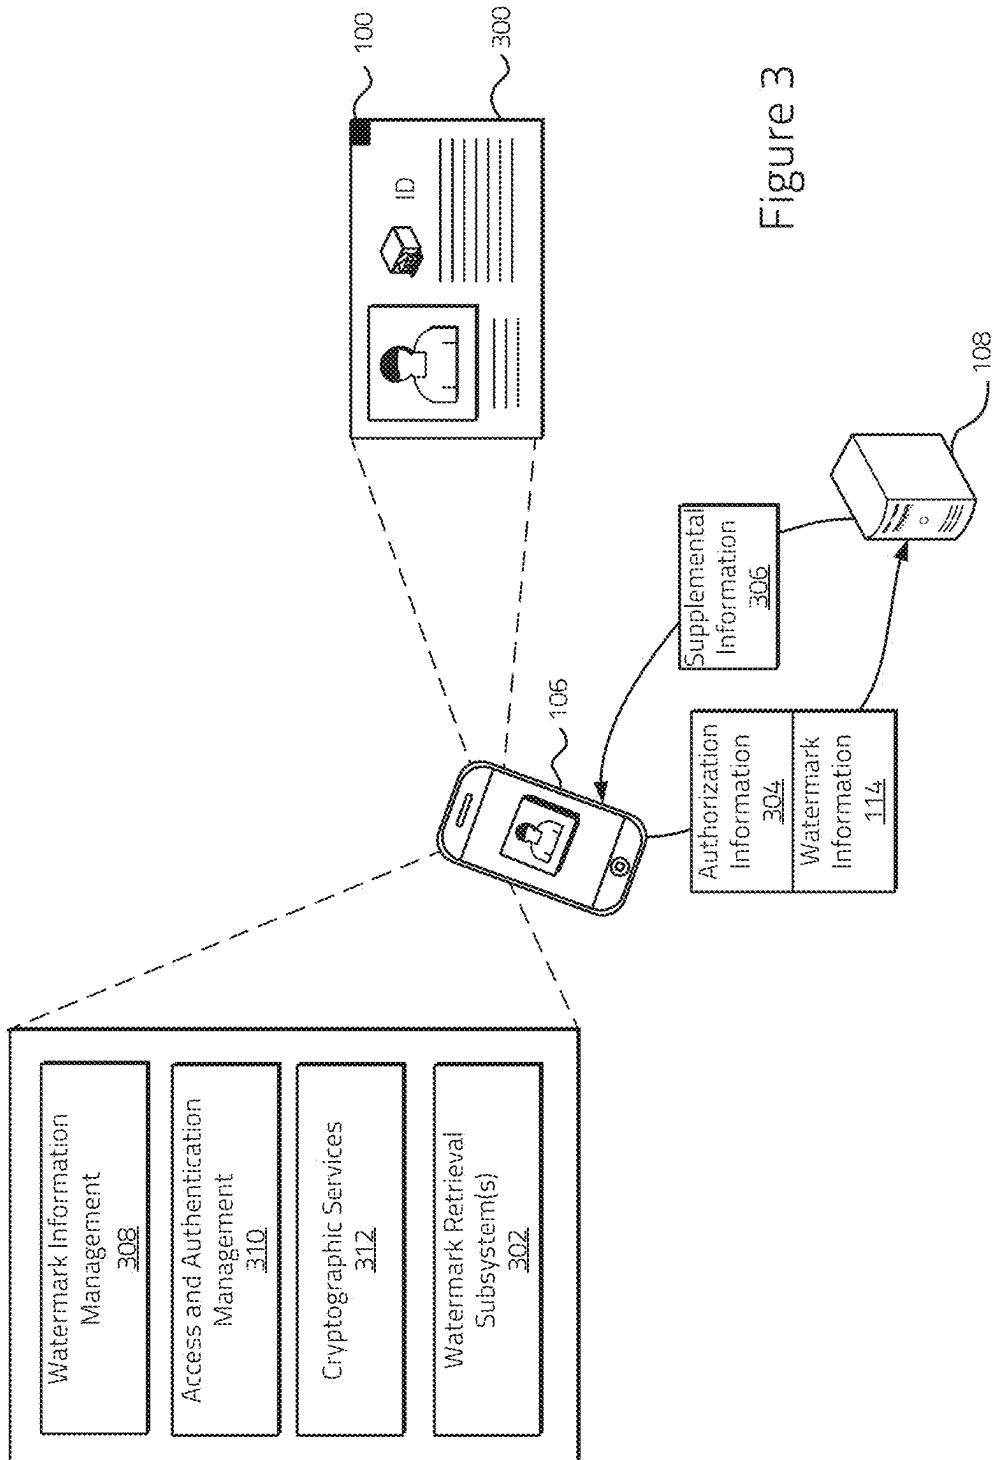 Watermark Information
Management
308
Access and Authentication
Management
310
Cryptographic Services
312
Watermark Retrieval
Subsystem(s)
302
106
Authorization
Information
304
Watermark
Information
114
Supplemental
Information
306
108
ID
100
300
Figure 3